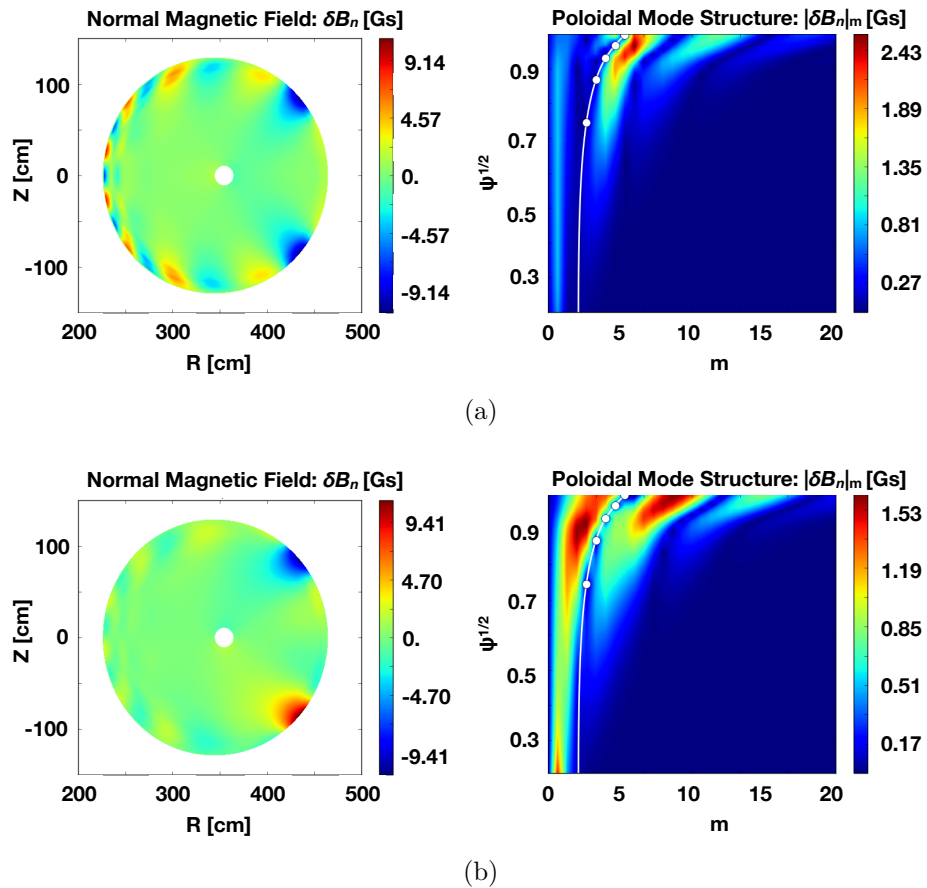 Normal Magnetic Field: δBn [Gs]
100
0
-100
Z [cm]
200 300 400 500
R [cm]
9.14
4.57
0.
-4.57
-9.14
Poloidal Mode Structure: |δBn|m [Gs]
0.9
0.7
0.5
0.3
ψ1/2
0 5 10 15 20
m
2.43
1.89
1.35
0.81
0.27
(a)
Normal Magnetic Field: δBn [Gs]
100
0
-100
Z [cm]
200 300 400 500
R [cm]
9.41
4.70
0.
-4.70
-9.41
Poloidal Mode Structure: |δBn|m [Gs]
0.9
0.7
0.5
0.3
ψ1/2
0 5 10 15 20
m
1.53
1.19
0.85
0.51
0.17
(b)